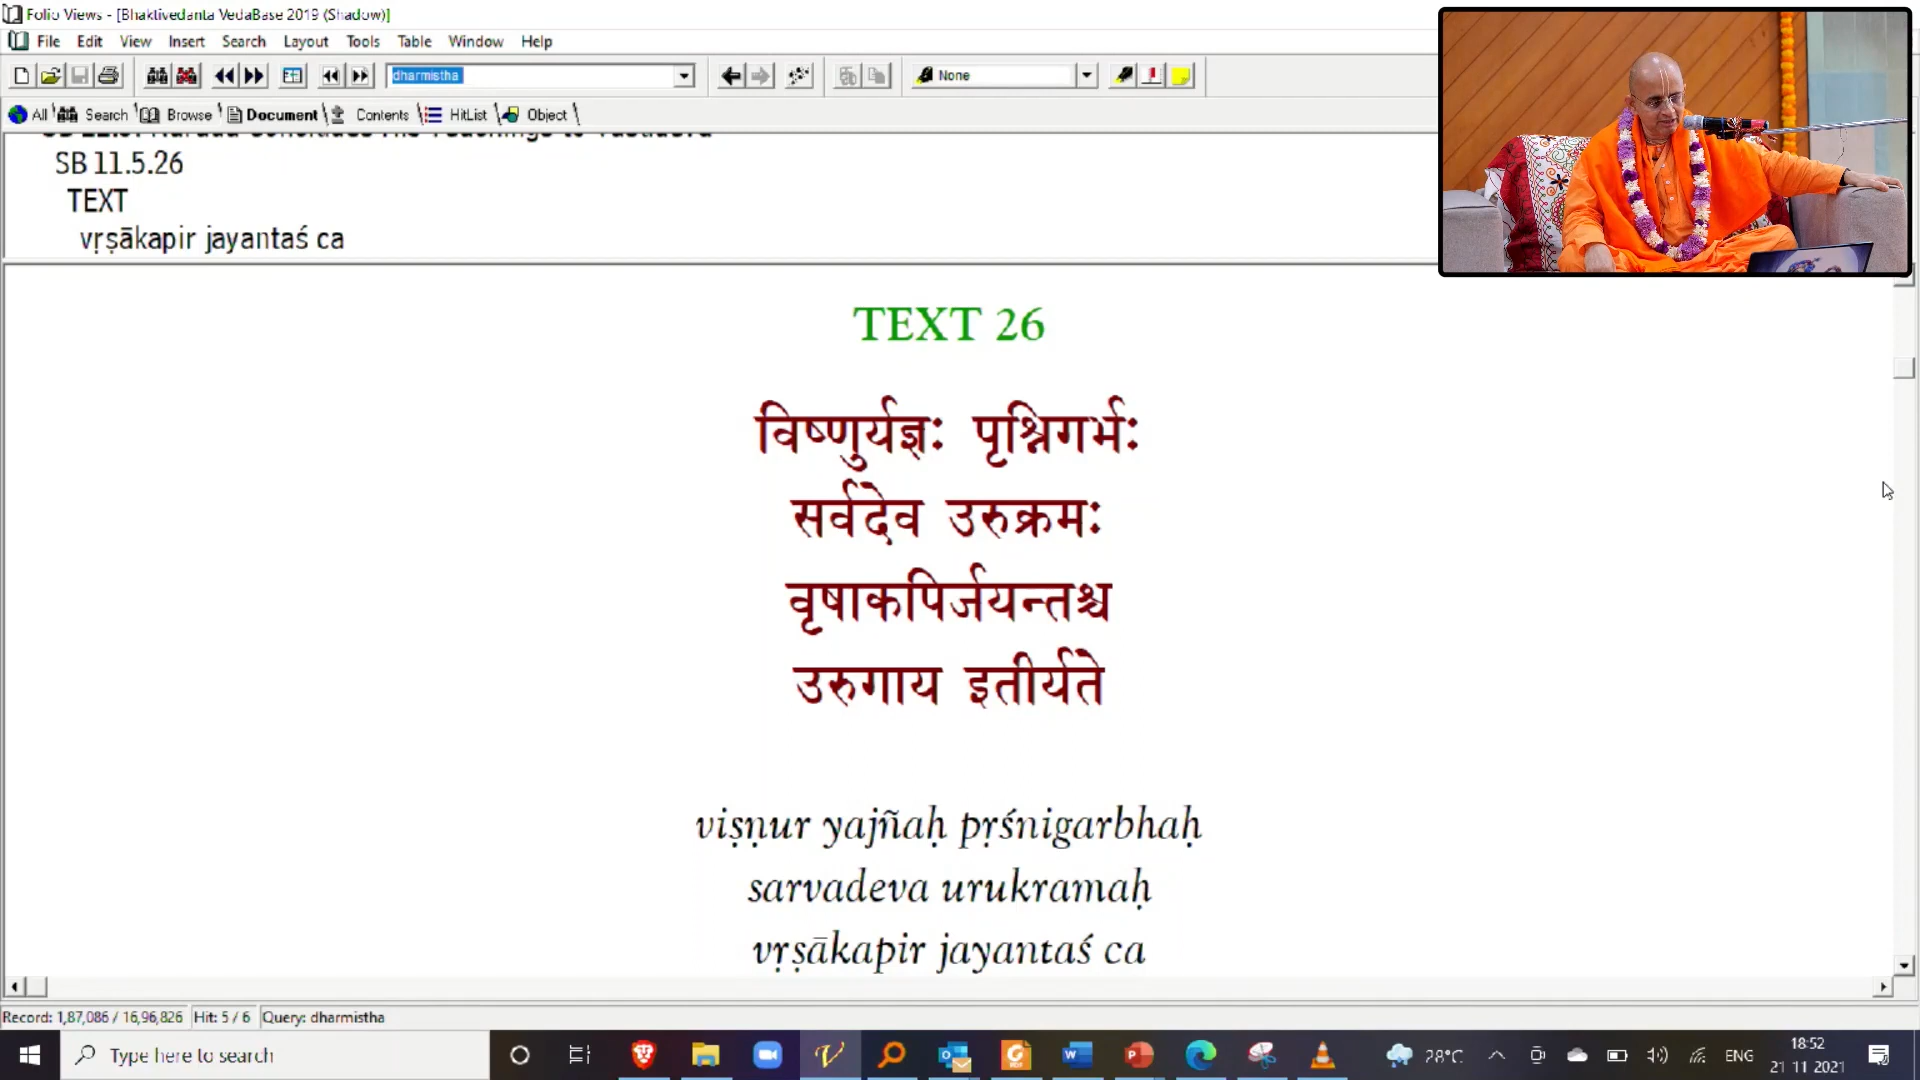 Folio Views - [Bhaktivedanta VedaBase 2019 (Shadow)]
File Edit View Insert Search Layout Tools Table Window Help
dharmistha None
All Search Browse Document Contents HitList Object
SB 11.5.26
TEXT
vṛṣākapir jayantaś ca
TEXT 26
विष्णुर्यज्ञः पृश्निगर्भः
सर्वदेव उरुक्रमः
वृषाकपिर्जयन्तश्च
उरुगाय इतीर्यते
viṣṇur yajñaḥ pṛśnigarbhaḥ
sarvadeva urukramaḥ
vṛṣākapir jayantaś ca
Record: 1,87,086 / 16,96,826 Hit: 5 / 6 Query: dharmistha
Type here to search
28°C ENG
18:52
21-11-2021